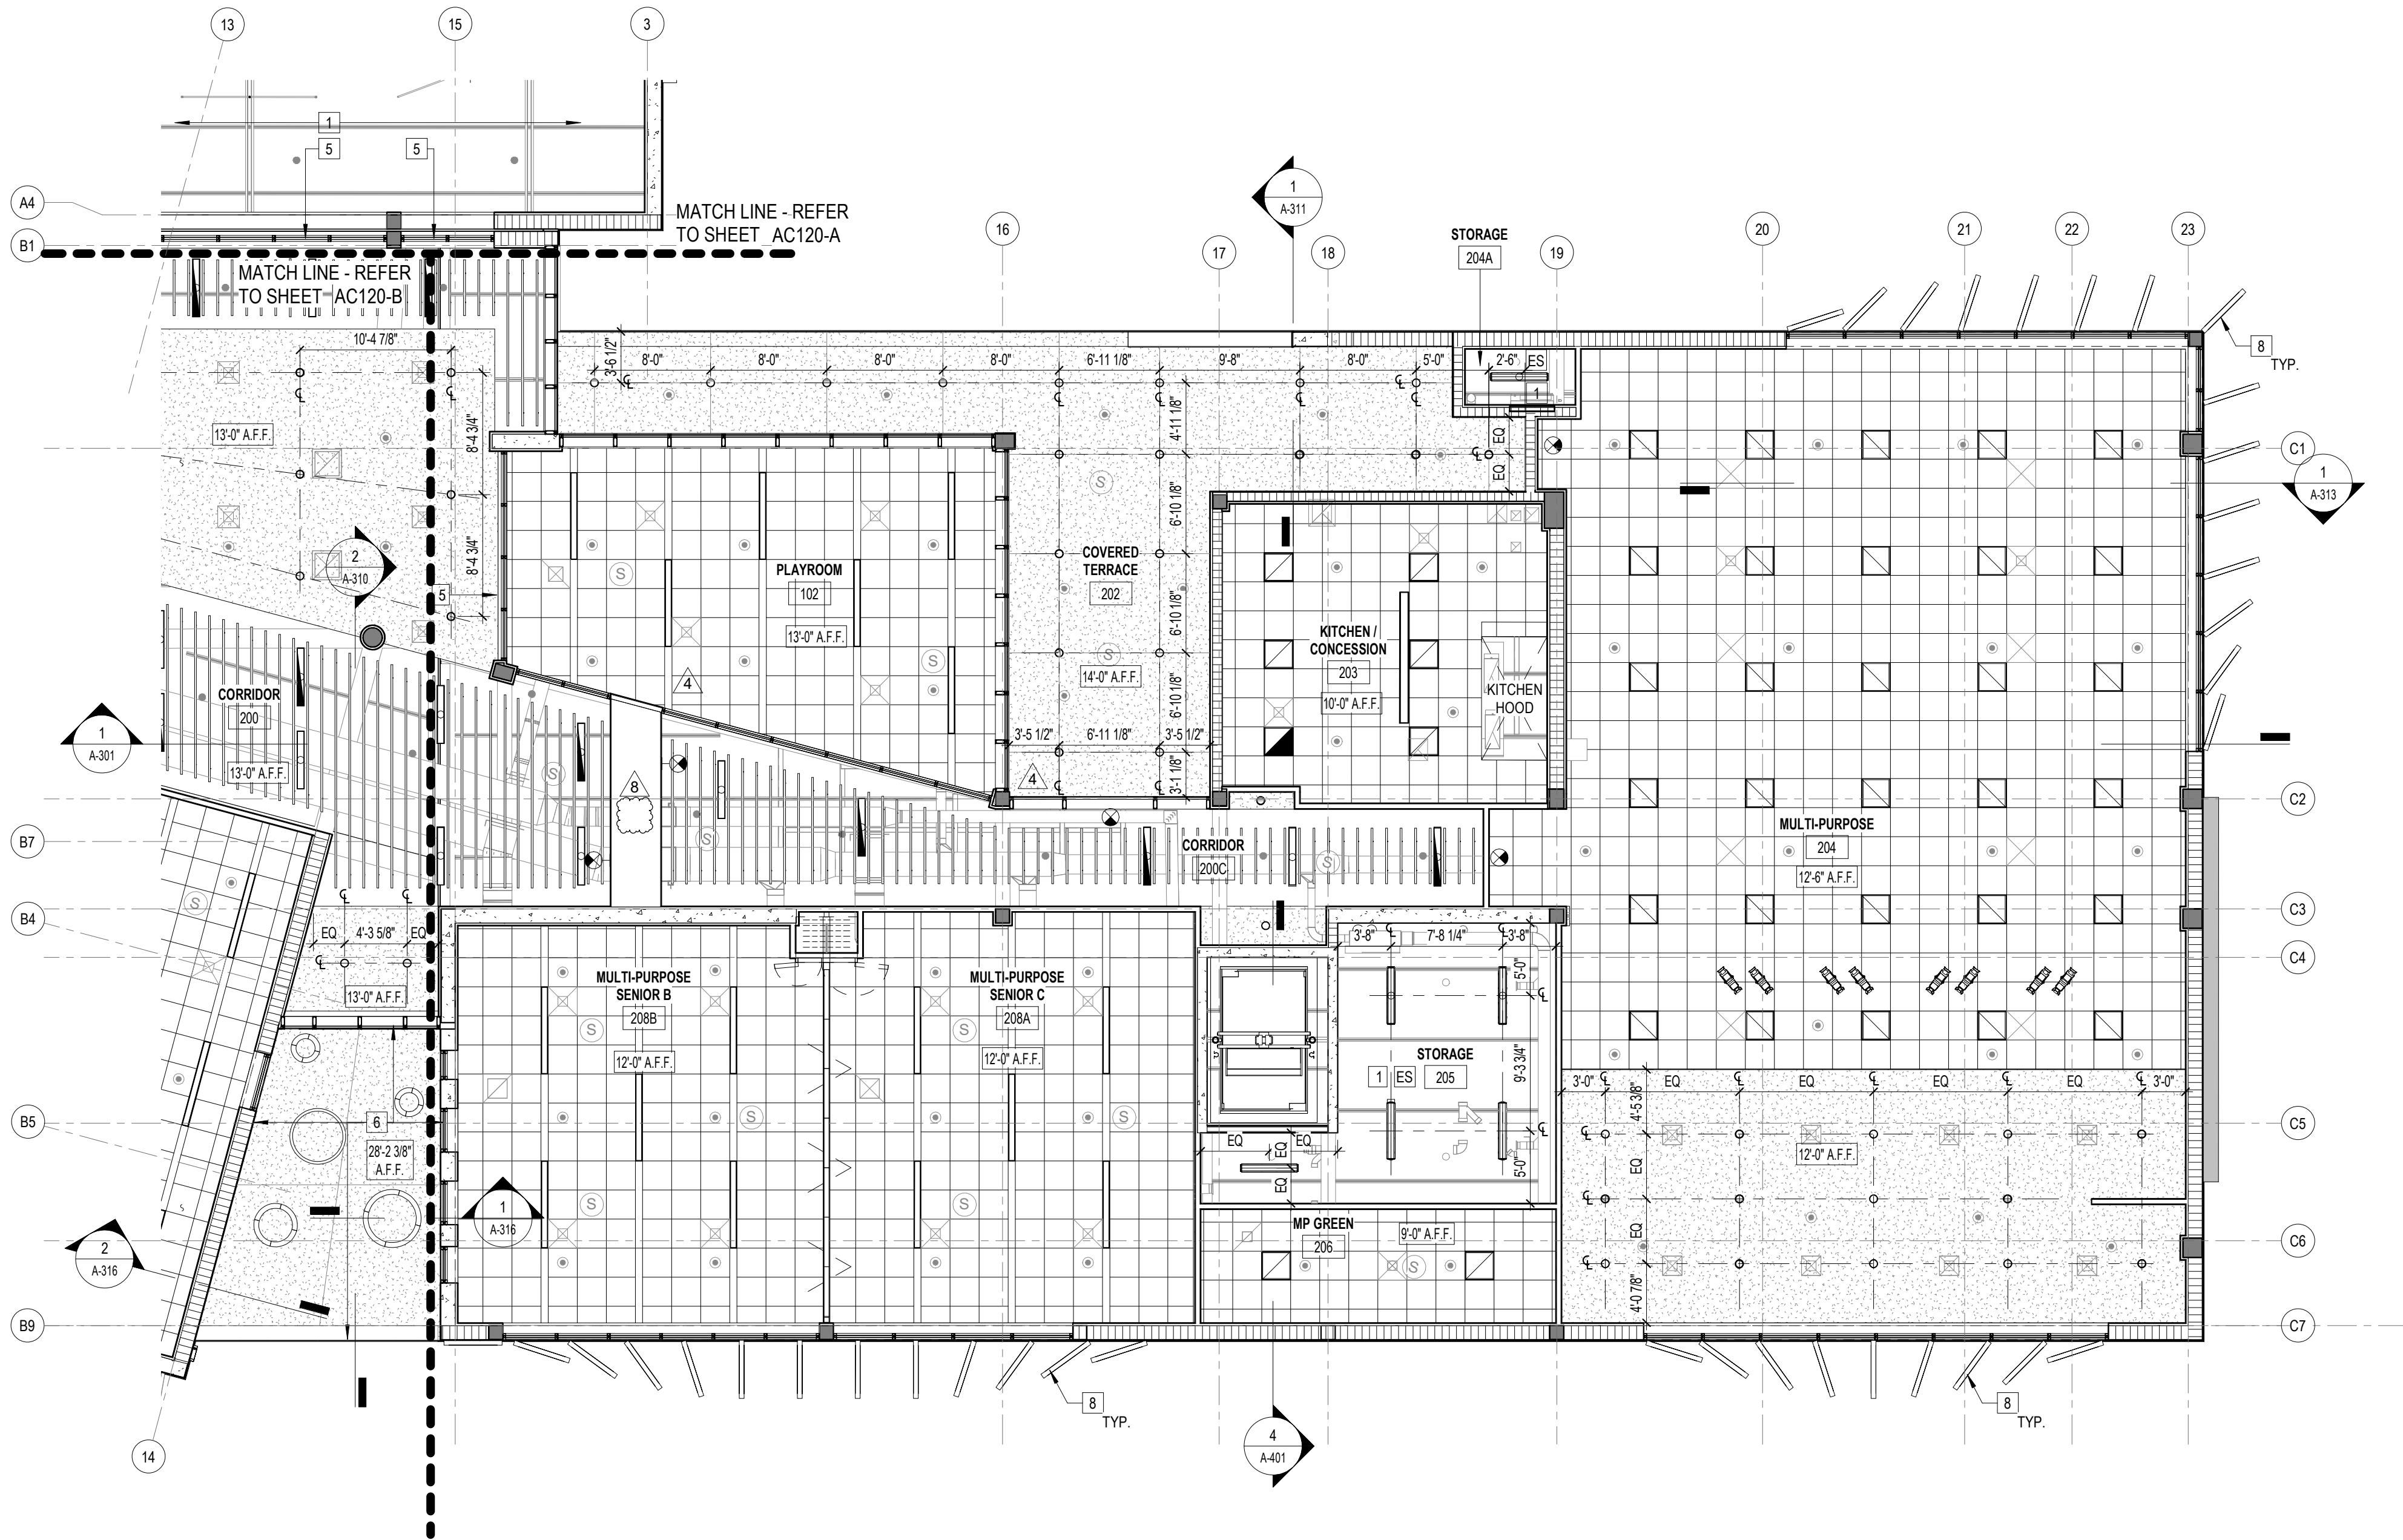 13
15
3
1
5
5
A4
B1
MATCH LINE - REFER
TO SHEET AC120-A
MATCH LINE - REFER
TO SHEET AC120-B
1
A-311
16
17
18
STORAGE
204A
19
20
21
22
23
8
TYP.
10'-4 7/8"
3'-6 1/2"
8'-0"
8'-0"
8'-0"
8'-0"
6'-11 1/8"
9'-8"
8'-0"
5'-0"
2'-6"
ES
1
13'-0" A.F.F.
8'-4 3/4"
8'-4 3/4"
4'-11 1/8"
EQ
EQ
C1
1
A-313
S
6'-10 1/8"
2
A-310
5
S
PLAYROOM
102
13'-0" A.F.F.
COVERED
TERRACE
202
6'-10 1/8"
S
S
14'-0" A.F.F.
4
KITCHEN /
CONCESSION
203
10'-0" A.F.F.
KITCHEN
HOOD
CORRIDOR
200
1
A-301
13'-0" A.F.F.
6'-10 1/8"
3'-5 1/2"
6'-11 1/8"
3'-5 1/2"
4
3'-1 1/8"
S
8
S
C2
B7
CORRIDOR
200C
S
MULTI-PURPOSE
204
12'-6" A.F.F.
S
B4
C3
EQ
4'-3 5/8"
EQ
3'-8"
7'-8 1/4"
3'-8"
5'-0"
C4
13'-0" A.F.F.
MULTI-PURPOSE
SENIOR B
208B
12'-0" A.F.F.
S
MULTI-PURPOSE
SENIOR C
208A
12'-0" A.F.F.
S
STORAGE
1
ES
205
9'-3 3/4"
3'-0"
EQ
EQ
EQ
EQ
3'-0"
4'-5 3/8"
B5
6
28'-2 3/8"
A.F.F.
S
S
EQ
EQ
EQ
EQ
5'-0"
12'-0" A.F.F.
EQ
C5
1
A-316
S
S
MP GREEN
206
9'-0" A.F.F.
S
EQ
C6
2
A-316
4'-0 7/8"
B9
C7
8
TYP.
8
TYP.
4
A-401
14